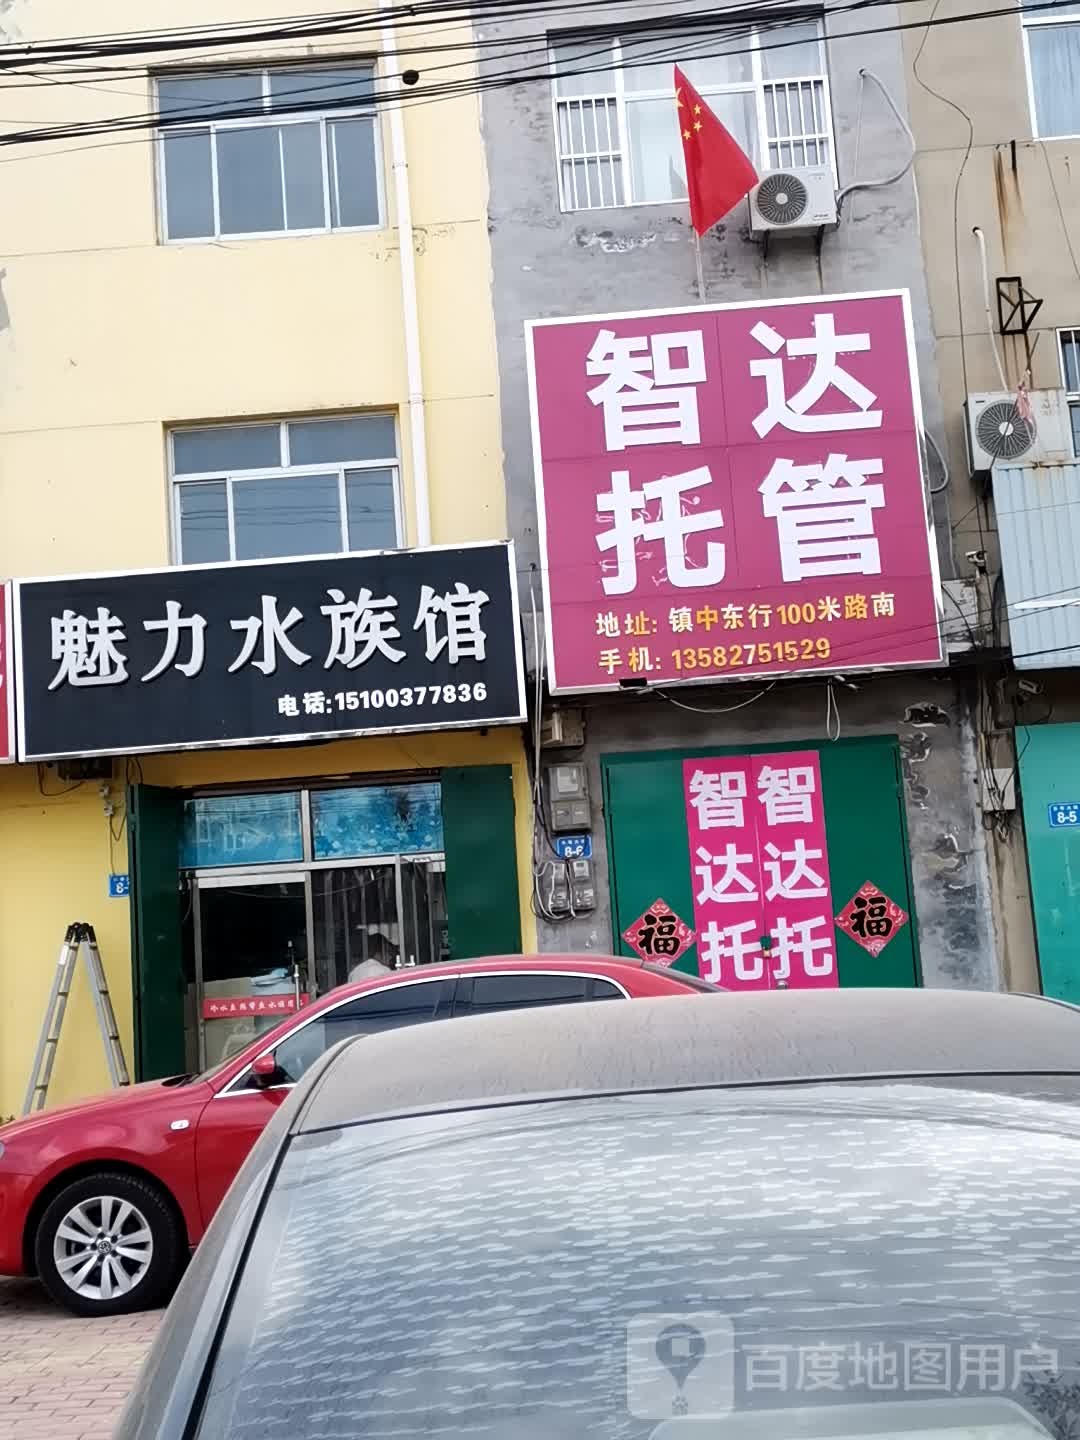 智达
托管
地址: 镇中东行100米路南
手机: 13582751529
魅力水族馆
电话:15100377836
智达托
智达托
福
福
8-6
8-5
8-
百度地图用户